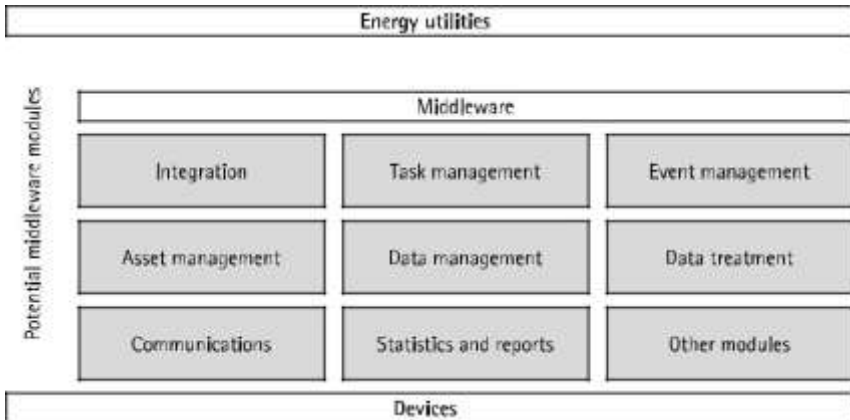 Energy utilities
Potential middleware modules
Middleware
Integration
Task management
Event management
Asset management
Data management
Data treatment
Communications
Statistics and reports
Other modules
Devices